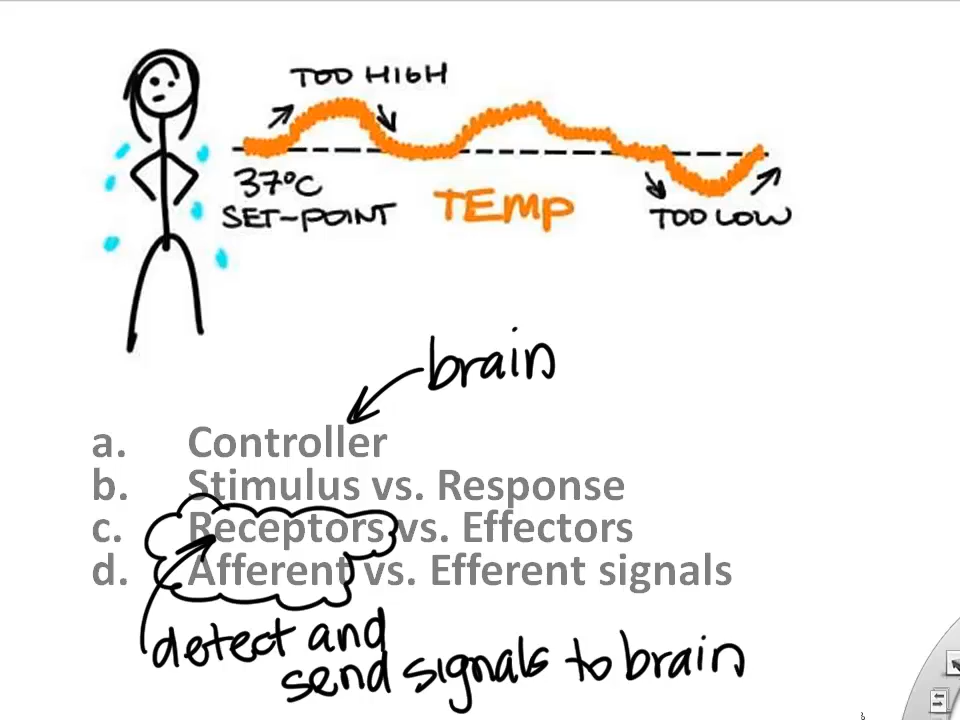 TOO HIGH
37°C
SET-POINT
TEMP
TOO LOW
brain
a. Controller
b. Stimulus vs. Response
c. Receptors vs. Effectors
d. Afferent vs. Efferent signals
detect and
send signals to brain